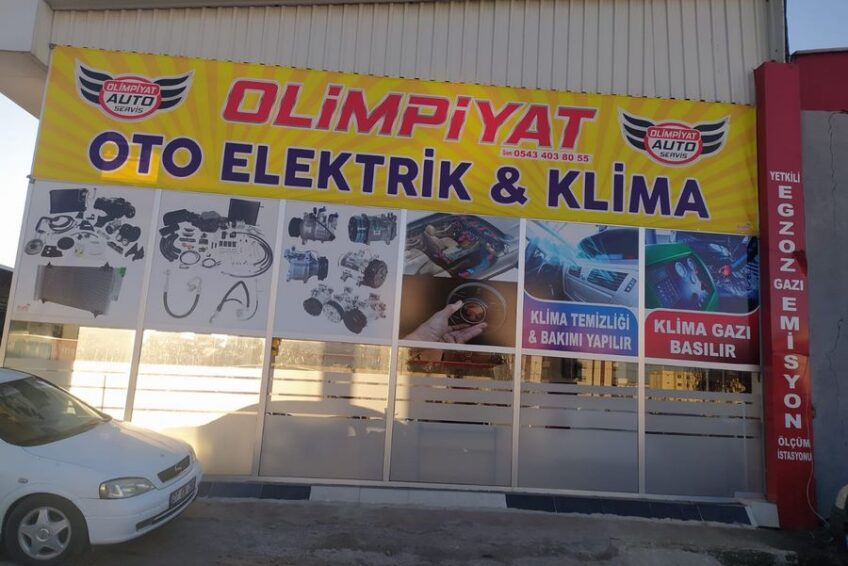 OLİMPİYAT
AUTO
SERVİS
OLİMPİYAT
0543 403 80 55
OLİMPİYAT
AUTO
SERVİS
OTO ELEKTRİK & KLİMA
KLİMA TEMİZLİĞİ
& BAKIMI YAPILIR
KLİMA GAZI
BASILIR
YETKİLİ
EGZOZ
GAZI
EMİSYON
ÖLÇÜM
İSTASYONU